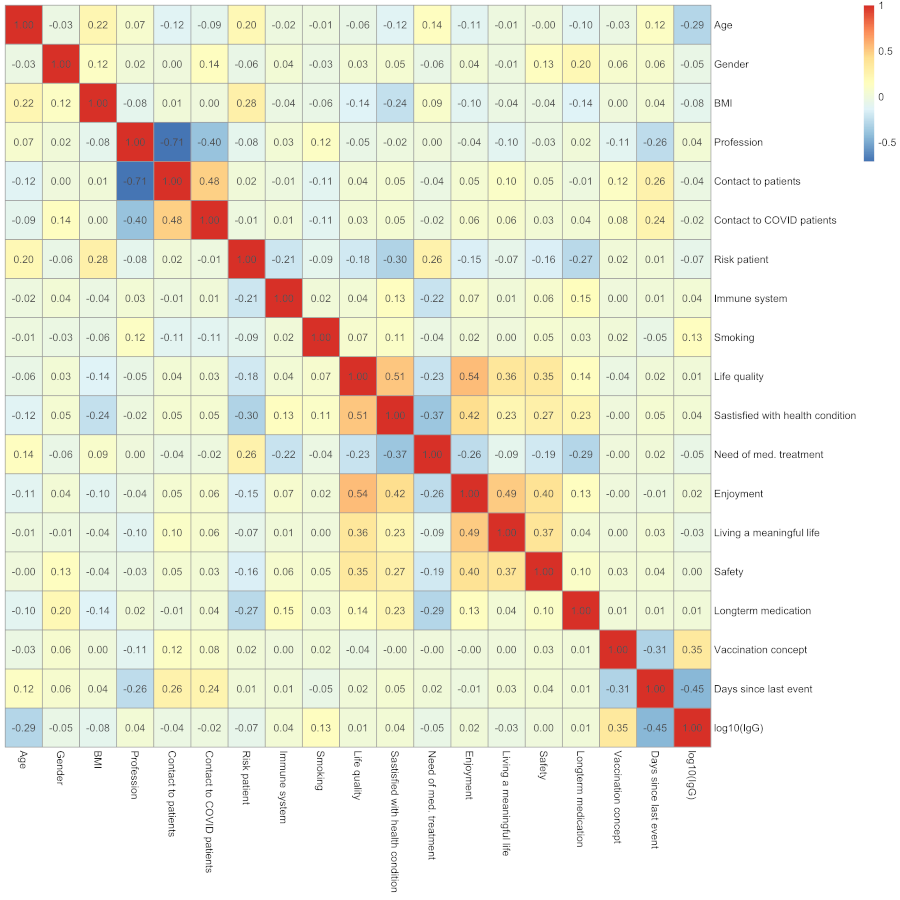 1
0.5
0
-0.5
1.00 -0.03 0.22 0.07 -0.12 -0.09 0.20 -0.02 -0.01 -0.06 -0.12 0.14 -0.11 -0.01 -0.00 -0.10 -0.03 0.12 -0.29 Age
-0.03 1.00 0.12 0.02 0.00 0.14 -0.06 0.04 -0.03 0.03 0.05 -0.06 0.04 -0.01 0.13 0.20 0.06 0.06 -0.05 Gender
0.22 0.12 1.00 -0.08 0.01 0.00 0.28 -0.04 -0.06 -0.14 -0.24 0.09 -0.10 -0.04 -0.04 -0.14 0.00 0.04 -0.08 BMI
0.07 0.02 -0.08 1.00 -0.71 -0.40 -0.08 0.03 0.12 -0.05 -0.02 0.00 -0.04 -0.10 -0.03 0.02 -0.11 -0.26 0.04 Profession
-0.12 0.00 0.01 -0.71 1.00 0.48 0.02 -0.01 -0.11 0.04 0.05 -0.04 0.05 0.10 0.05 -0.01 0.12 0.26 -0.04 Contact to patients
-0.09 0.14 0.00 -0.40 0.48 1.00 -0.01 0.01 -0.11 0.03 0.05 -0.02 0.06 0.06 0.03 0.04 0.08 0.24 -0.02 Contact to COVID patients
0.20 -0.06 0.28 -0.08 0.02 -0.01 1.00 -0.21 -0.09 -0.18 -0.30 0.26 -0.15 -0.07 -0.16 -0.27 0.02 0.01 -0.07 Risk patient
-0.02 0.04 -0.04 0.03 -0.01 0.01 -0.21 1.00 0.02 0.04 0.13 -0.22 0.07 0.01 0.06 0.15 0.00 0.01 0.04 Immune system
-0.01 -0.03 -0.06 0.12 -0.11 -0.11 -0.09 0.02 1.00 0.07 0.11 -0.04 0.02 0.00 0.05 0.03 0.02 -0.05 0.13 Smoking
-0.06 0.03 -0.14 -0.05 0.04 0.03 -0.18 0.04 0.07 1.00 0.51 -0.23 0.54 0.36 0.35 0.14 -0.04 0.02 0.01 Life quality
-0.12 0.05 -0.24 -0.02 0.05 0.05 -0.30 0.13 0.11 0.51 1.00 -0.37 0.42 0.23 0.27 0.23 -0.00 0.05 0.04 Sastisfied with health condition
0.14 -0.06 0.09 0.00 -0.04 -0.02 0.26 -0.22 -0.04 -0.23 -0.37 1.00 -0.26 -0.09 -0.19 -0.29 -0.00 0.02 -0.05 Need of med. treatment
-0.11 0.04 -0.10 -0.04 0.05 0.06 -0.15 0.07 0.02 0.54 0.42 -0.26 1.00 0.49 0.40 0.13 -0.00 -0.01 0.02 Enjoyment
-0.01 -0.01 -0.04 -0.10 0.10 0.06 -0.07 0.01 0.00 0.36 0.23 -0.09 0.49 1.00 0.37 0.04 0.00 0.03 -0.03 Living a meaningful life
-0.00 0.13 -0.04 -0.03 0.05 0.03 -0.16 0.06 0.05 0.35 0.27 -0.19 0.40 0.37 1.00 0.10 0.03 0.04 0.00 Safety
-0.10 0.20 -0.14 0.02 -0.01 0.04 -0.27 0.15 0.03 0.14 0.23 -0.29 0.13 0.04 0.10 1.00 0.01 0.01 0.01 Longterm medication
-0.03 0.06 0.00 -0.11 0.12 0.08 0.02 0.00 0.02 -0.04 -0.00 -0.00 -0.00 0.00 0.03 0.01 1.00 -0.31 0.35 Vaccination concept
0.12 0.06 0.04 -0.26 0.26 0.24 0.01 0.01 -0.05 0.02 0.05 0.02 -0.01 0.03 0.04 0.01 -0.31 1.00 -0.45 Days since last event
-0.29 -0.05 -0.08 0.04 -0.04 -0.02 -0.07 0.04 0.13 0.01 0.04 -0.05 0.02 -0.03 0.00 0.01 0.35 -0.45 1.00 log10(IgG)
Age
Gender
BMI
Profession
Contact to patients
Contact to COVID patients
Risk patient
Immune system
Smoking
Life quality
Sastisfied with health condition
Need of med. treatment
Enjoyment
Living a meaningful life
Safety
Longterm medication
Vaccination concept
Days since last event
log10(IgG)